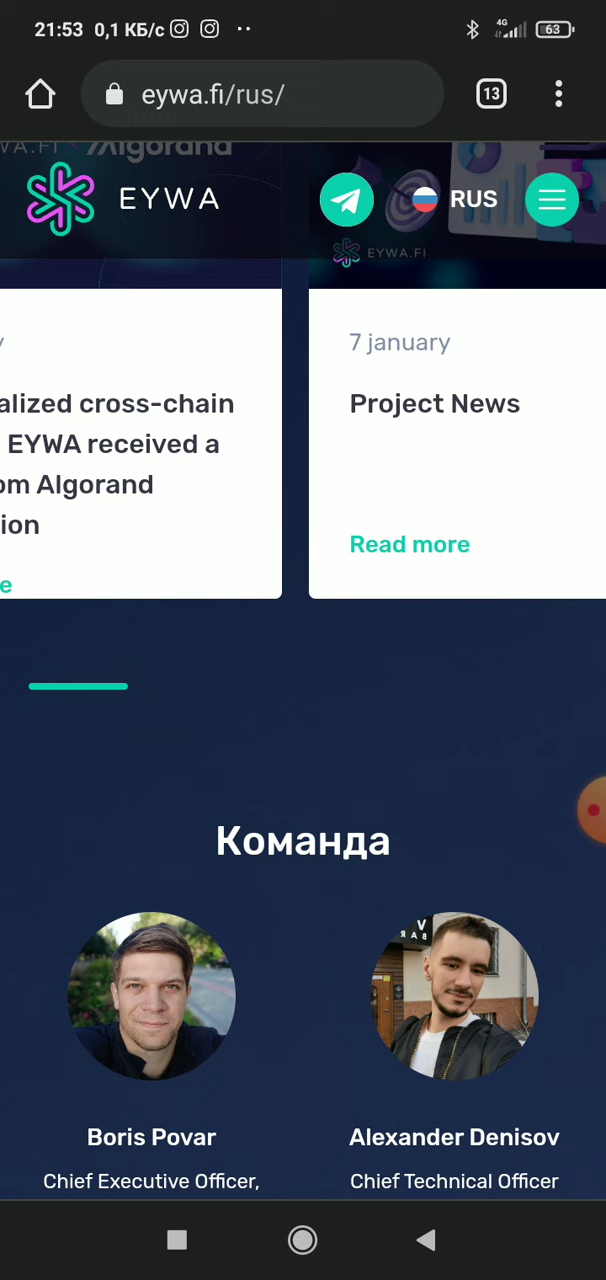 21:53 0,1 КБ/с
4G
63
eywa.fi/rus/
13
Algorand
EYWA
RUS
EYWA.FI
7 january
alized cross-chain
EYWA received a
om Algorand
ion
e
Project News
Read more
Команда
Boris Povar
Alexander Denisov
Chief Executive Officer,
Chief Technical Officer